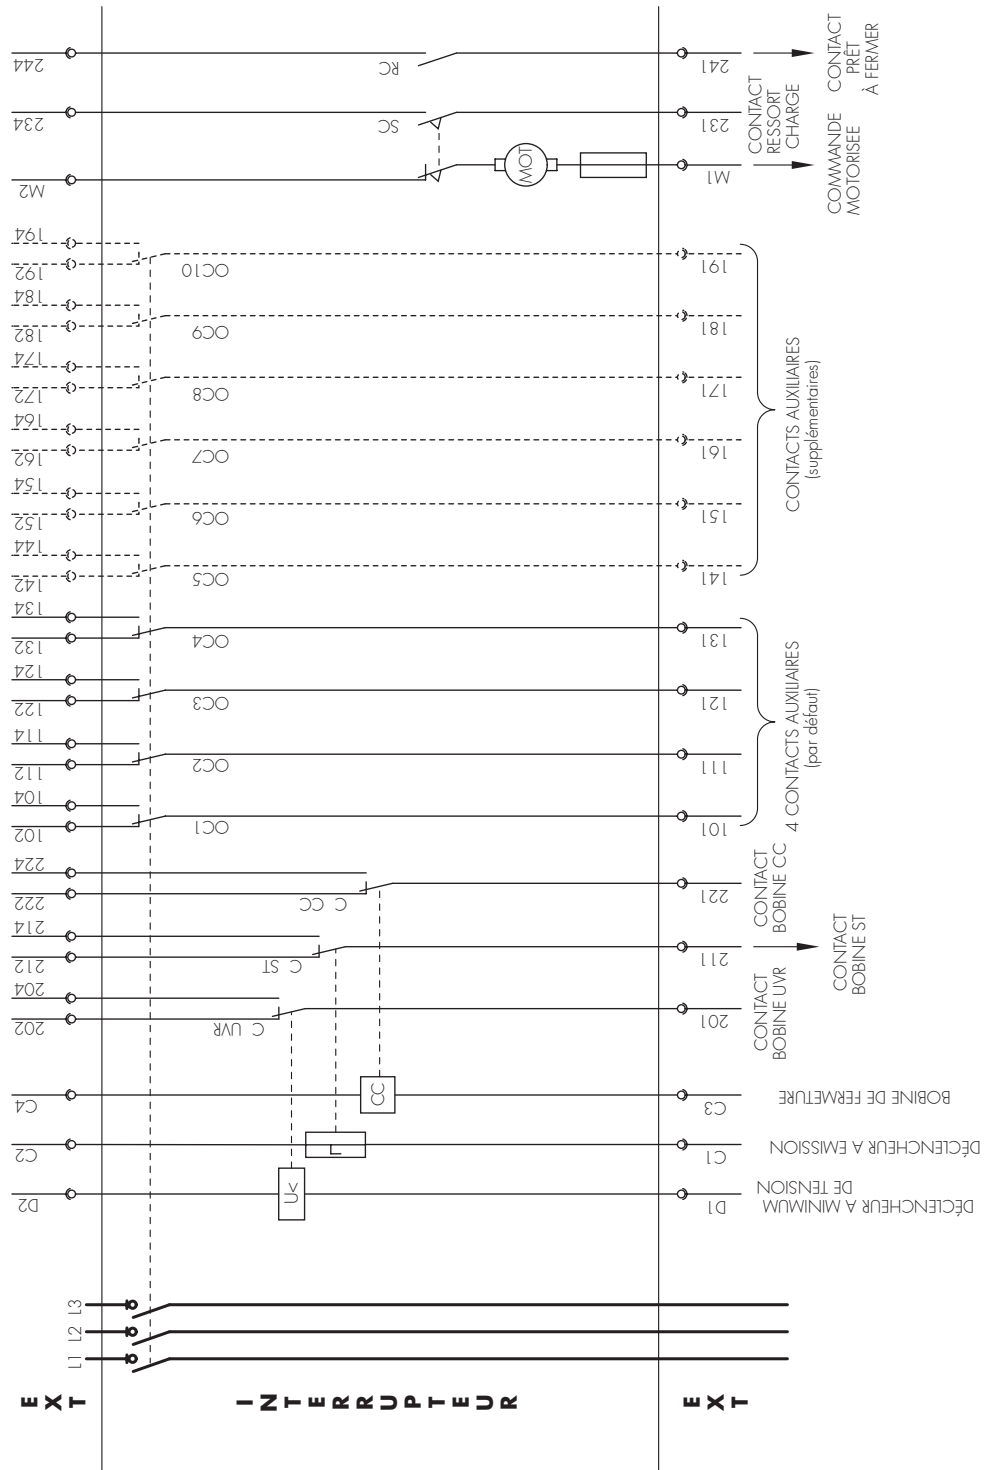 244
RC
241
CONTACT
PRÊT
À FERMER
234
SC
231
CONTACT
RESSORT
CHARGE
M2
MOT
M1
COMMANDE
MOTORISEE
194
192
OC10
191
184
182
OC9
181
174
172
OC8
171
164
162
OC7
161
154
152
OC6
151
144
142
OC5
141
CONTACTS AUXILIAIRES
(supplémentaires)
134
132
OC4
131
124
122
OC3
121
114
112
OC2
111
104
102
OC1
101
4 CONTACTS AUXILIAIRES
(par défaut)
224
222
C CC
221
CONTACT
BOBINE CC
214
212
C ST
211
CONTACT
BOBINE ST
204
202
C UVR
201
CONTACT
BOBINE UVR
C4
CC
C3
BOBINE DE FERMETURE
C2
C1
DÉCLENCHEUR A EMISSION
D2
U<
D1
DÉCLENCHEUR A MINIMUM
DE TENSION
L3
L2
L1
EXT
INTERRUPTEUR
EXT